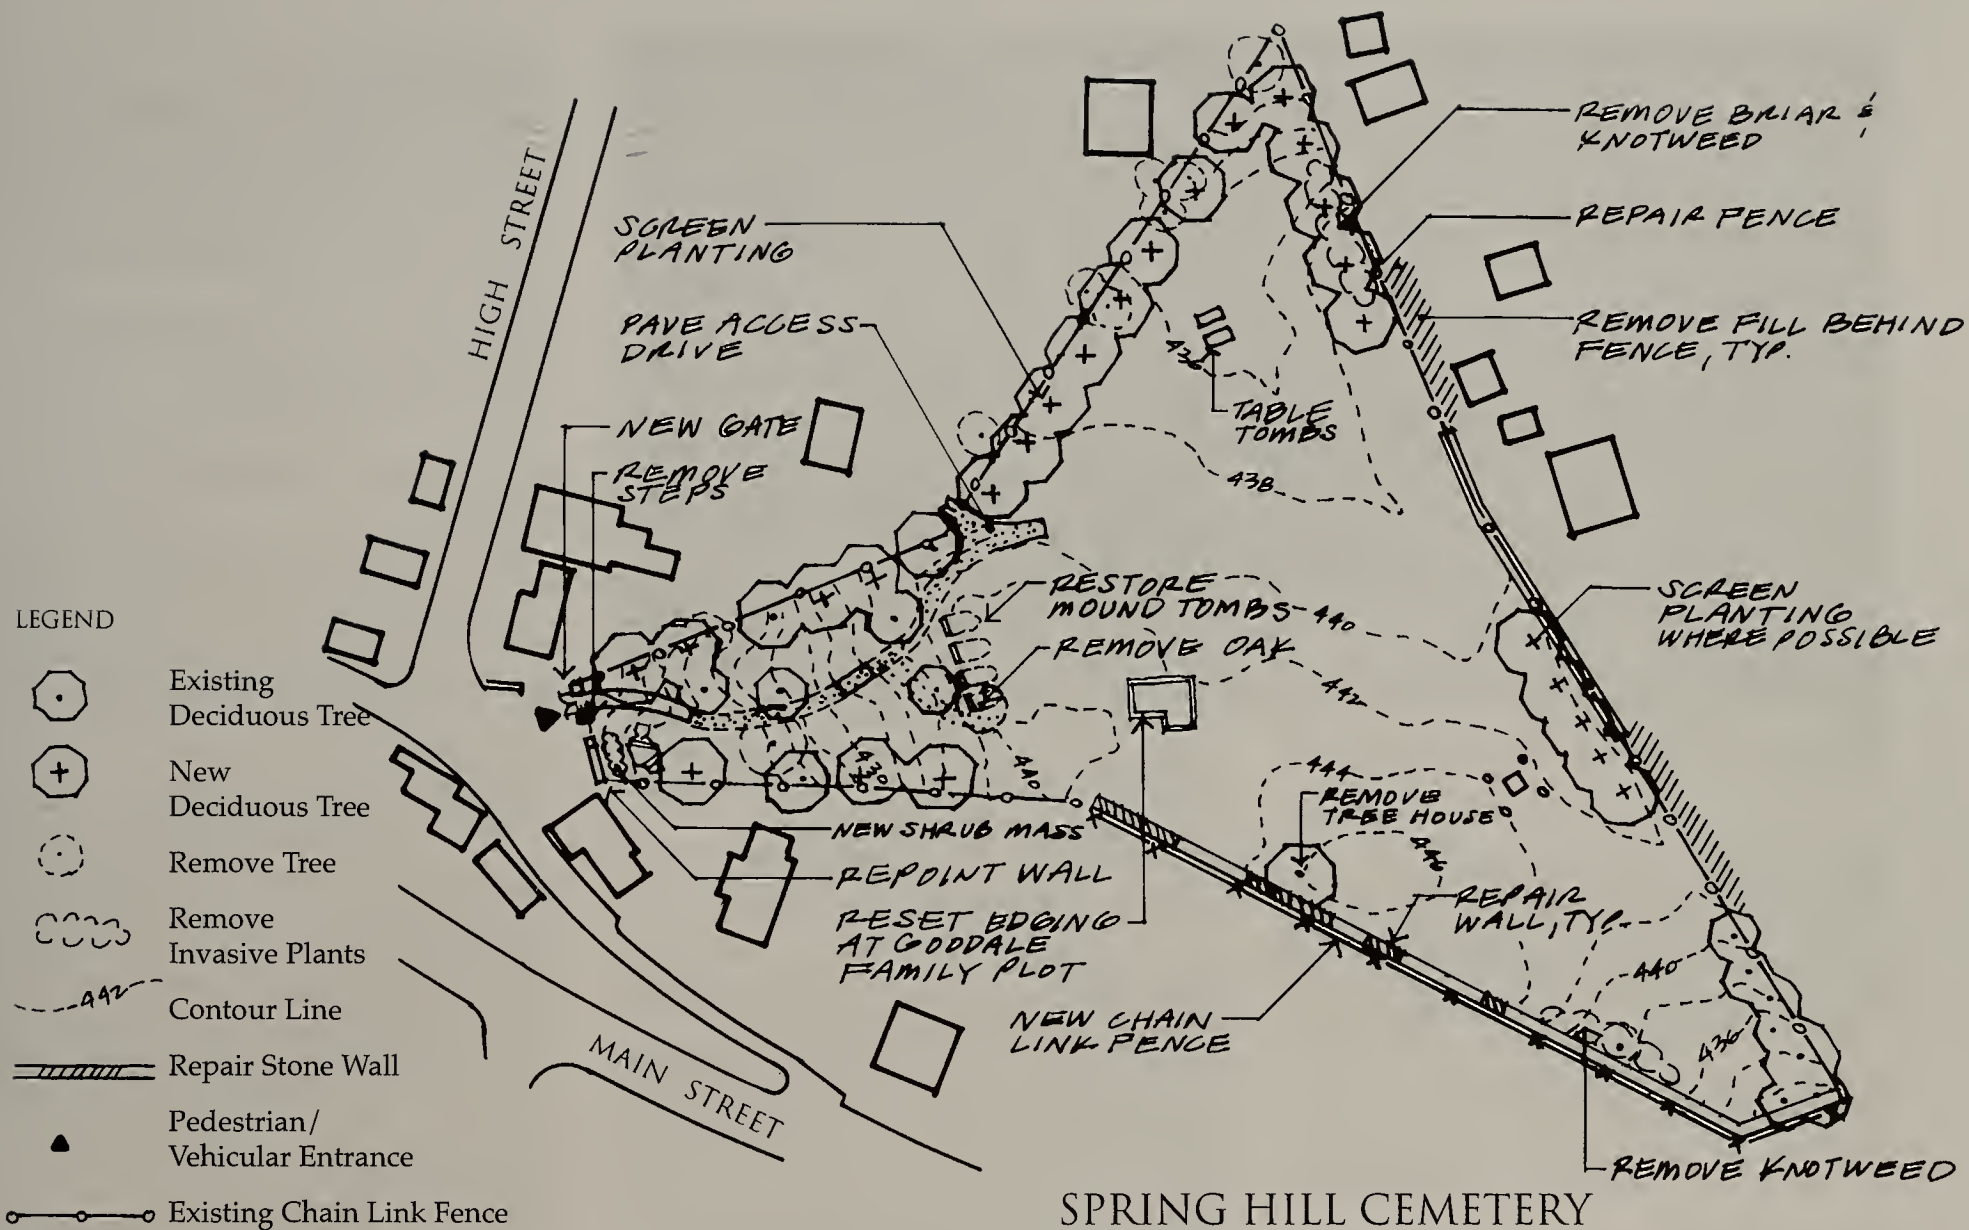 REMOVE BRIAR &
KNOTWEED
REPAIR FENCE
REMOVE FILL BEHIND
FENCE, TYP.
SCREEN
PLANTING
PAVE ACCESS
DRIVE
NEW GATE
REMOVE
STEPS
HIGH STREET
TABLE
TOMBS
438
RESTORE
MOUND TOMBS
440
REMOVE OAK
442
SCREEN
PLANTING
WHERE POSSIBLE
444
REMOVE
TREE HOUSE
446
430
440
NEW SHRUB MASS
REPOINT WALL
RESET EDGING
AT GOODALE
FAMILY PLOT
REPAIR
WALL, TYP.
NEW CHAIN
LINK FENCE
440
436
REMOVE KNOTWEED
MAIN STREET
LEGEND
Existing
Deciduous Tree
New
Deciduous Tree
Remove Tree
Remove
Invasive Plants
442
Contour Line
Repair Stone Wall
Pedestrian/
Vehicular Entrance
Existing Chain Link Fence
SPRING HILL CEMETERY